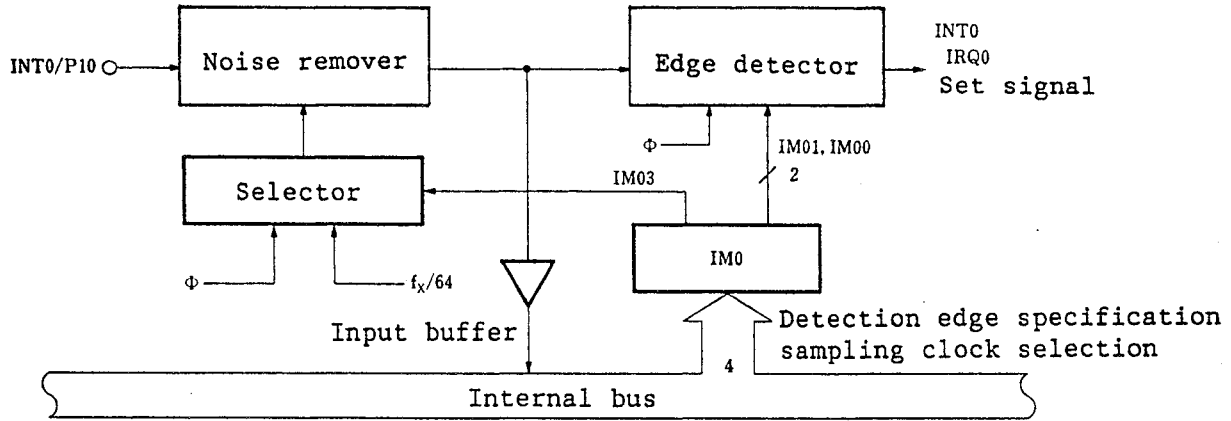 INT0/P10
Noise remover
Edge detector
INT0
IRQ0
Set signal
Φ
IM01, IM00
2
Selector
IM03
IM0
Φ
fX/64
Input buffer
Detection edge specification
sampling clock selection
4
Internal bus